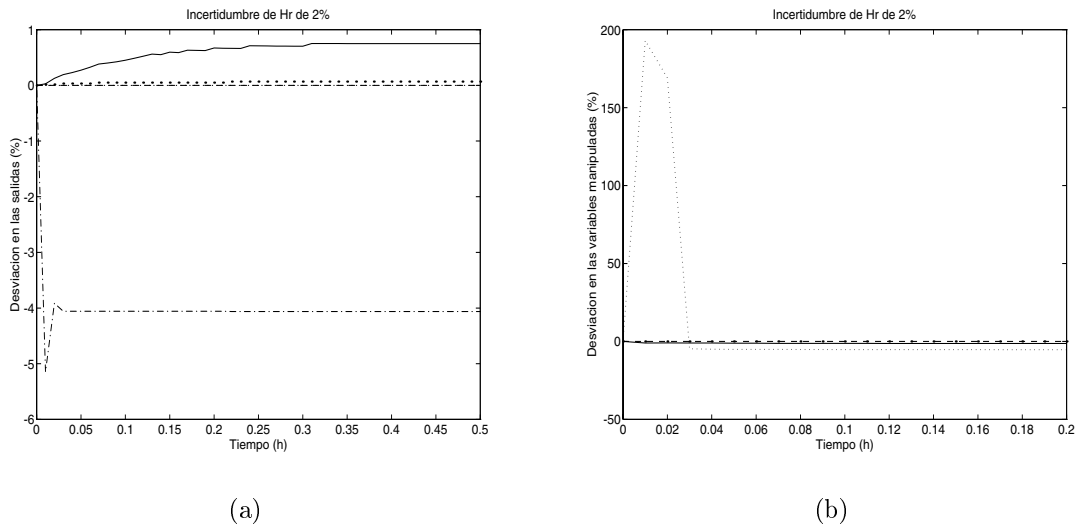 Incertidumbre de Hr de 2%
1
0
-1
-2
-3
-4
-5
-6
Desviacion en las salidas (%)
0 0.05 0.1 0.15 0.2 0.25 0.3 0.35 0.4 0.45 0.5
Tiempo (h)
(a)
Incertidumbre de Hr de 2%
200
150
100
50
0
-50
Desviacion en las variables manipuladas (%)
0 0.02 0.04 0.06 0.08 0.1 0.12 0.14 0.16 0.18 0.2
Tiempo (h)
(b)